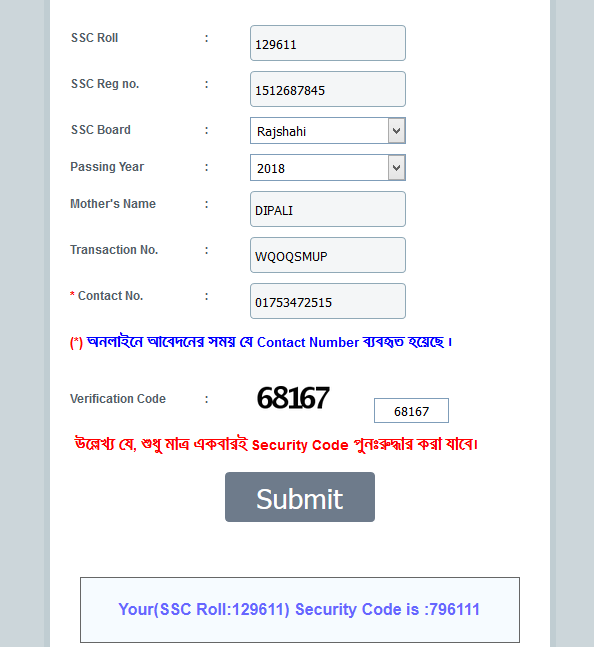 SSC Roll : 129611
SSC Reg no. : 1512687845
SSC Board : Rajshahi
Passing Year : 2018
Mother's Name : DIPALI
Transaction No. : WQOQSMUP
* Contact No. : 01753472515
(*) অনলাইনে আবেদনের সময় যে Contact Number ব্যবহৃত হয়েছে ।
Verification Code : 68167 68167
উল্লেখ্য যে, শুধু মাত্র একবারই Security Code পুনঃরুদ্ধার করা যাবে।
Submit
Your(SSC Roll:129611) Security Code is :796111